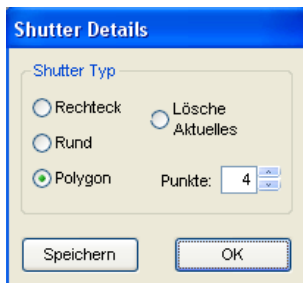 Shutter Details
Shutter Typ
Rechteck
Lösche
Aktuelles
Rund
Polygon
Punkte: 4
Speichern
OK